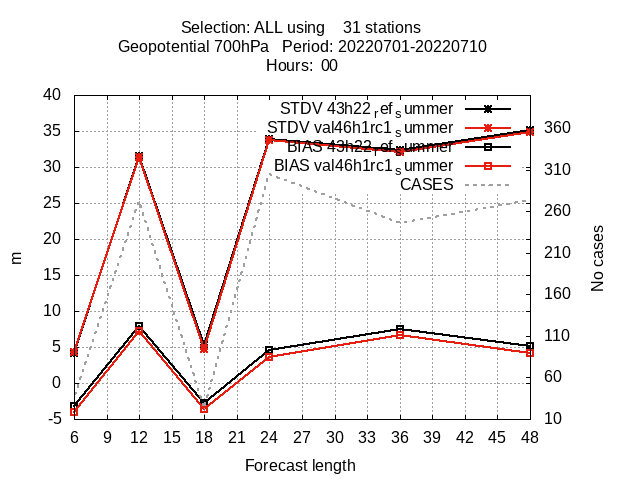 Selection: ALL using    31 stations
Geopotential 700hPa   Period: 20220701-20220710
Hours:  00
STDV 43h22_ref_summer
STDV val46h1rc1_summer
BIAS 43h22_ref_summer
BIAS val46h1rc1_summer
CASES
40
35
30
25
20
15
10
5
0
-5
m
360
310
260
210
160
110
60
10
No cases
6 9 12 15 18 21 24 27 30 33 36 39 42 45 48
Forecast length